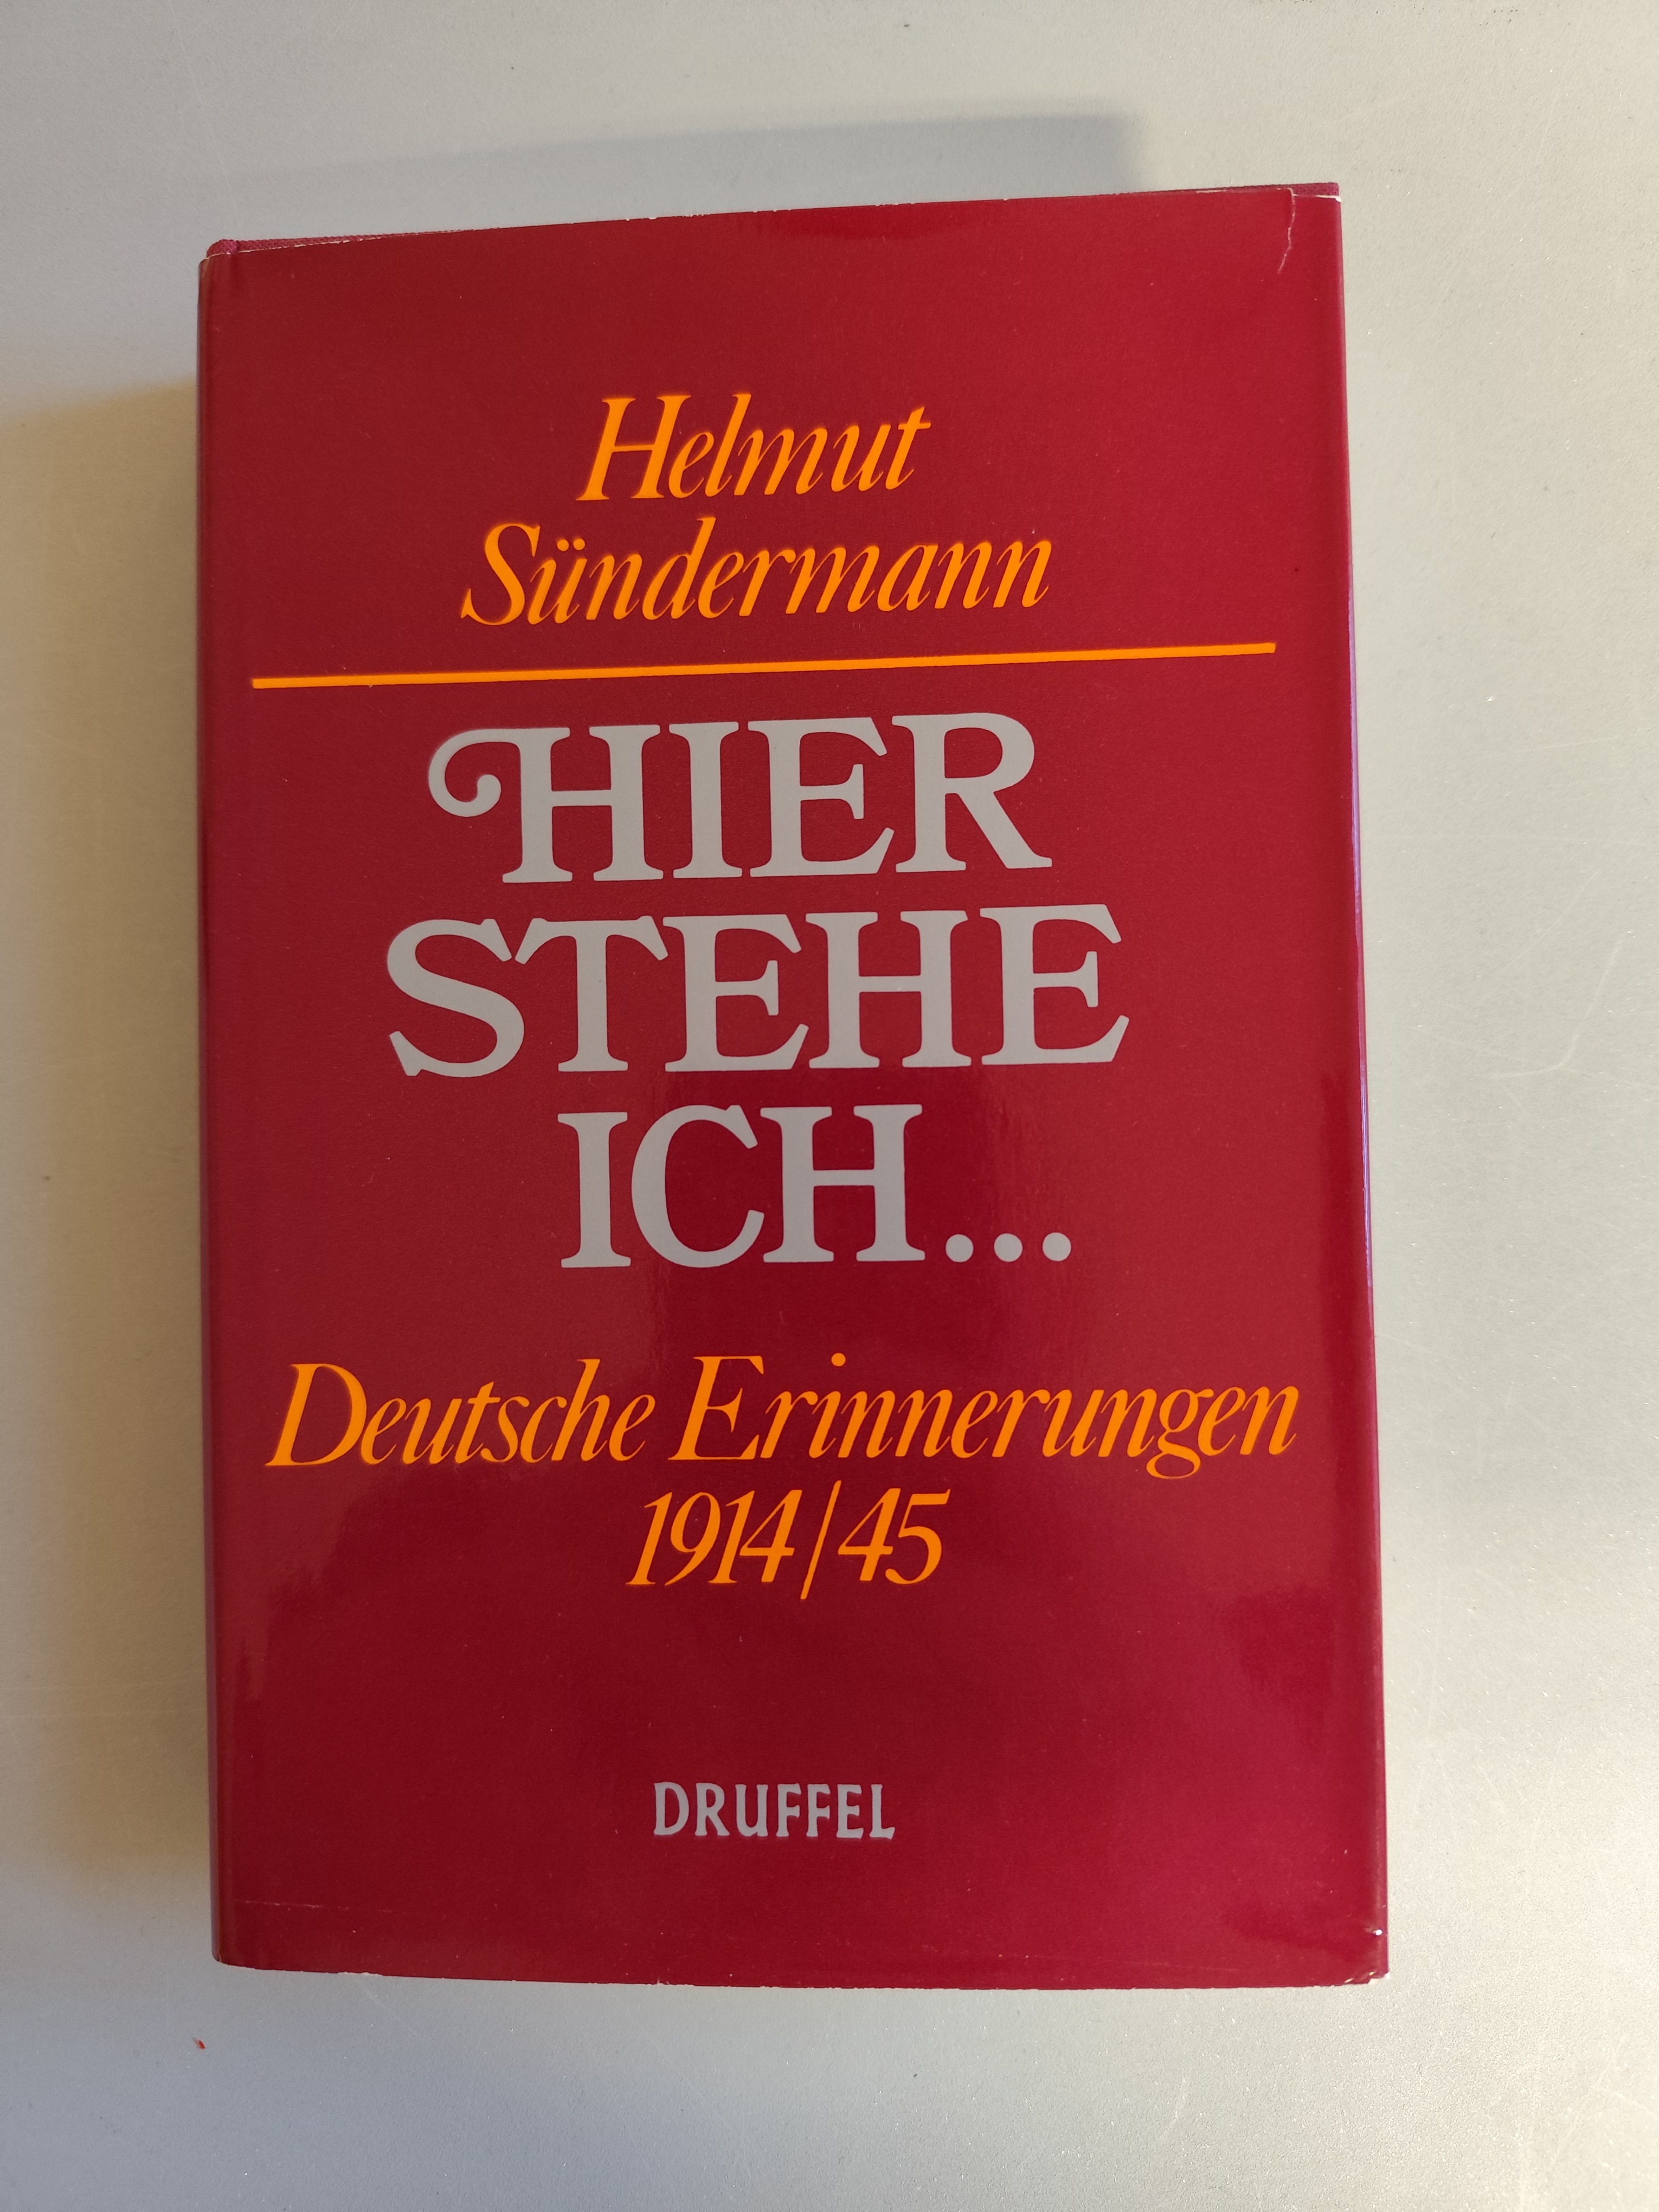 Helmut
Sündermann
HIER
STEHE
ICH...
Deutsche Erinnerungen
1914/45
DRUFFEL